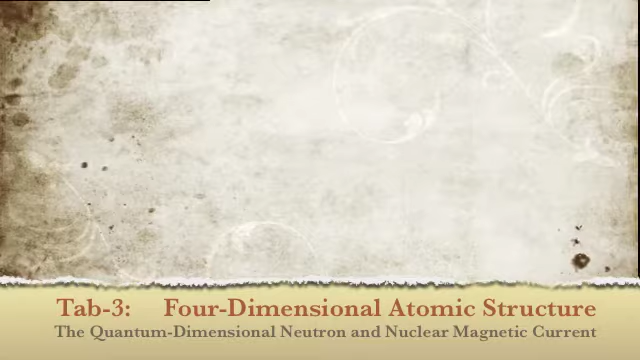 Tab-3: Four-Dimensional Atomic Structure
The Quantum-Dimensional Neutron and Nuclear Magnetic Current